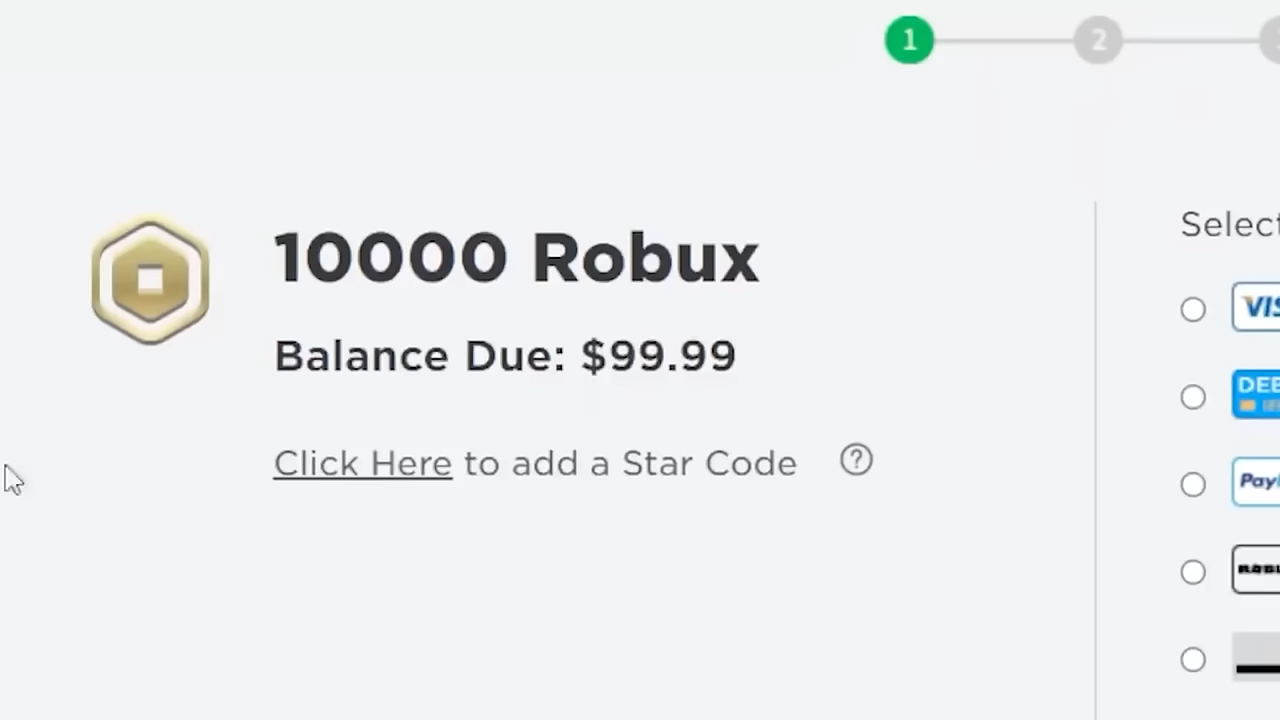 1 2
10000 Robux
Balance Due: $99.99
Click Here to add a Star Code ?
Select